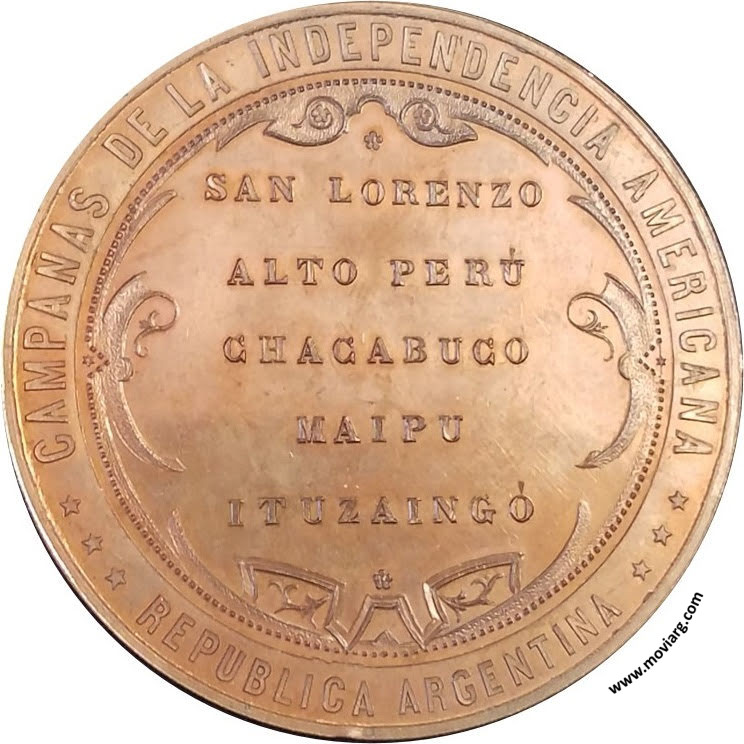 CAMPAÑAS DE LA INDEPENDENCIA AMERICANA
SAN LORENZO
ALTO PERÚ
CHACABUCO
MAIPU
ITUZAINGÓ
REPUBLICA ARGENTINA
www.moviarg.com